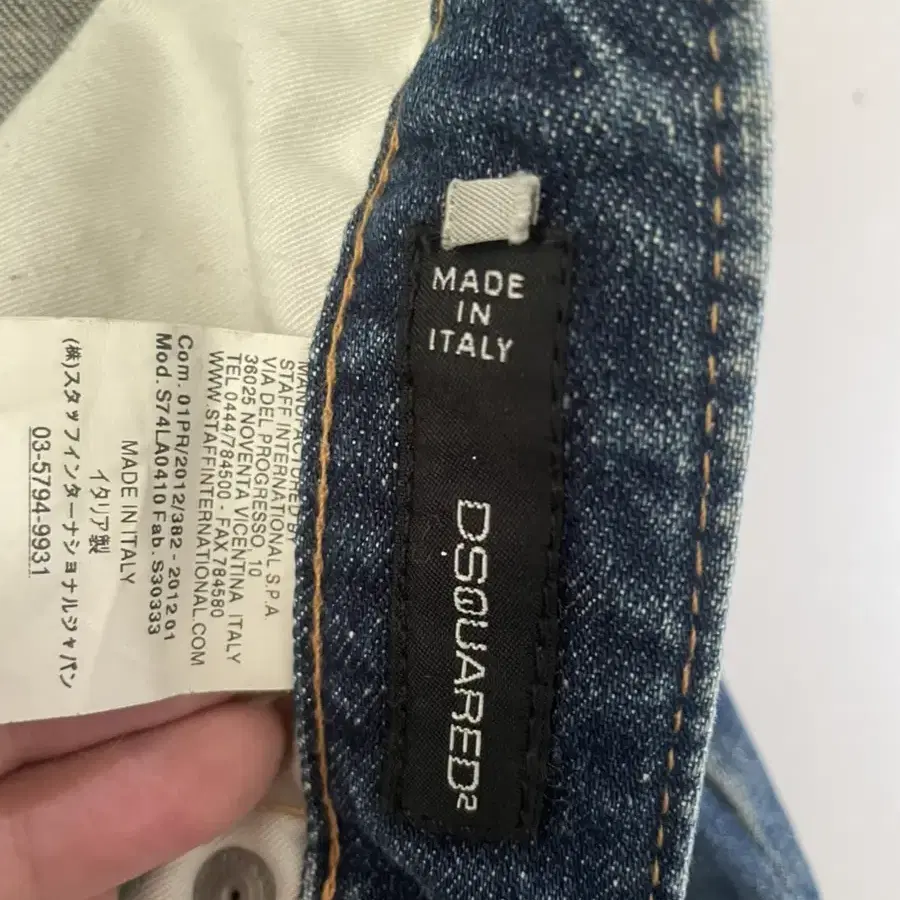 MADE
IN
ITALY
DSQUARED2
MANUFACTURED BY
STAFF INTERNATIONAL S.P.A
VIA DEL PROGRESSO, 10
36025 NOVENTA VICENTINA ITALY
TEL 0444/784500 - FAX 784580
WWW.STAFFINTERNATIONAL.COM
Com. 01PR/2012/382 - 201201
Mod. S74LA0410 Fab. S30333
MADE IN ITALY
イタリア製
(株)スタッフインターナショナルジャパン
03-5794-9931